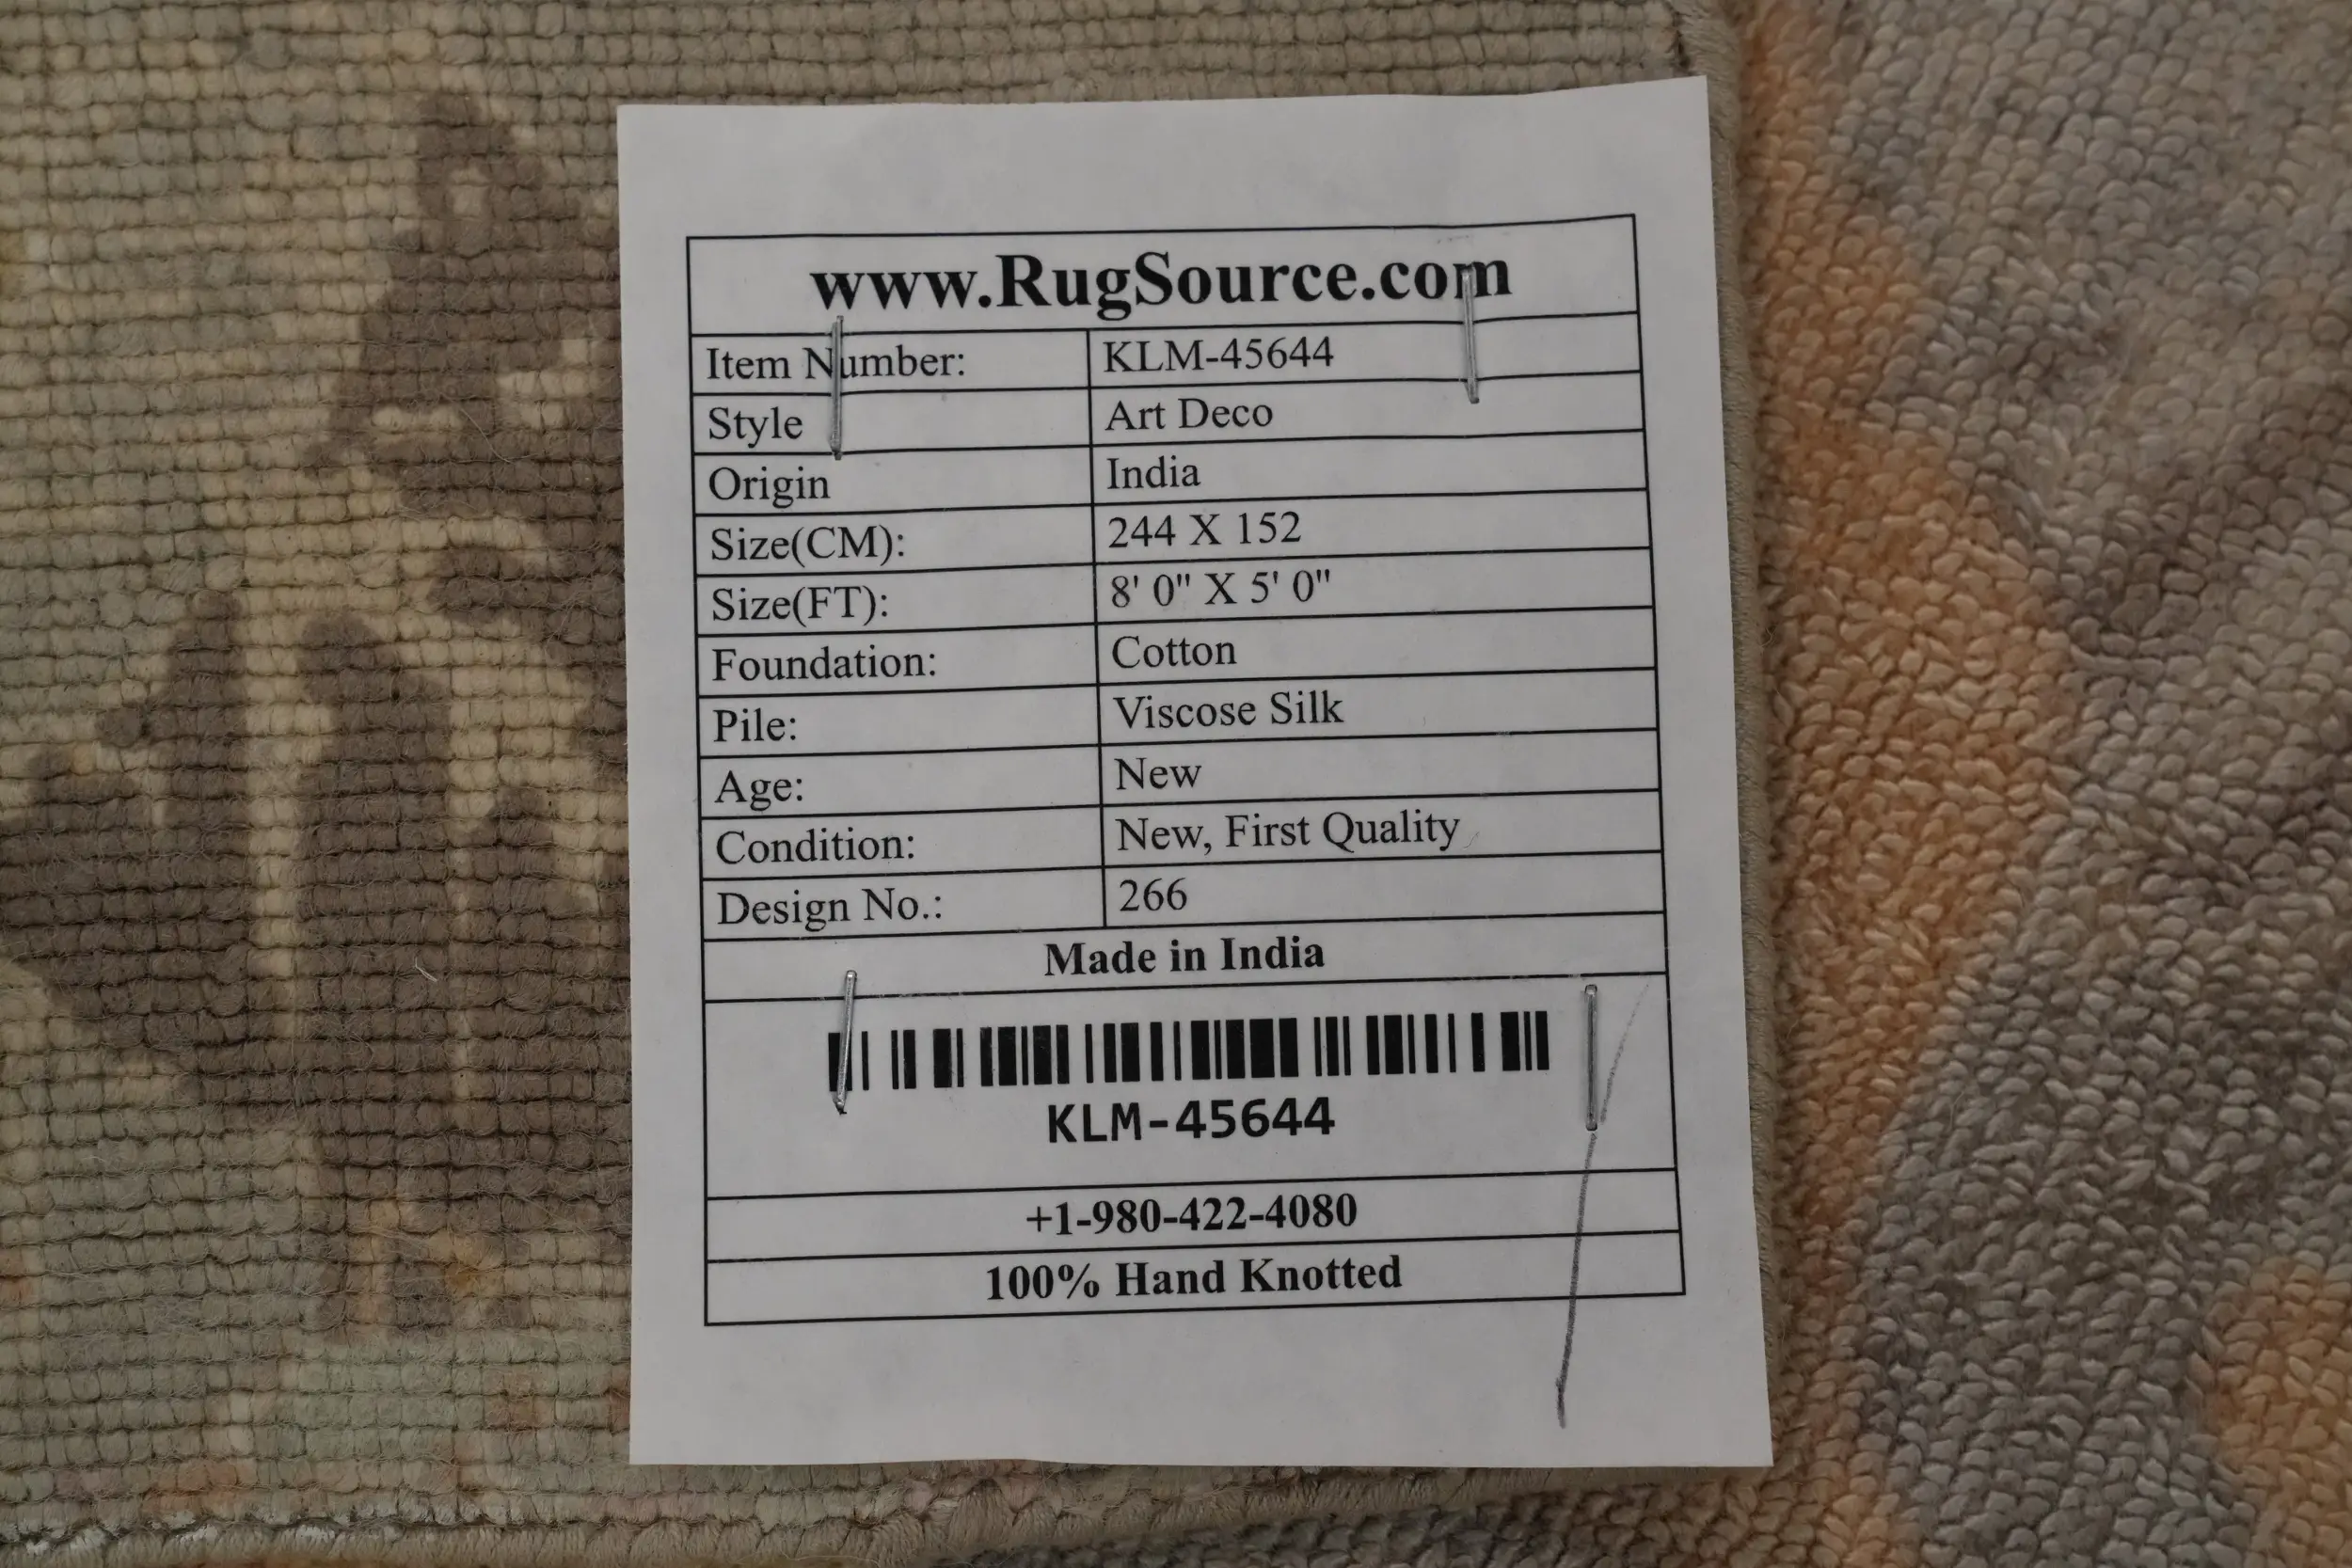 www.RugSource.com
Item Number: KLM-45644
Style Art Deco
Origin India
Size(CM): 244 X 152
Size(FT): 8' 0" X 5' 0"
Foundation: Cotton
Pile: Viscose Silk
Age: New
Condition: New, First Quality
Design No.: 266
Made in India
KLM-45644
+1-980-422-4080
100% Hand Knotted